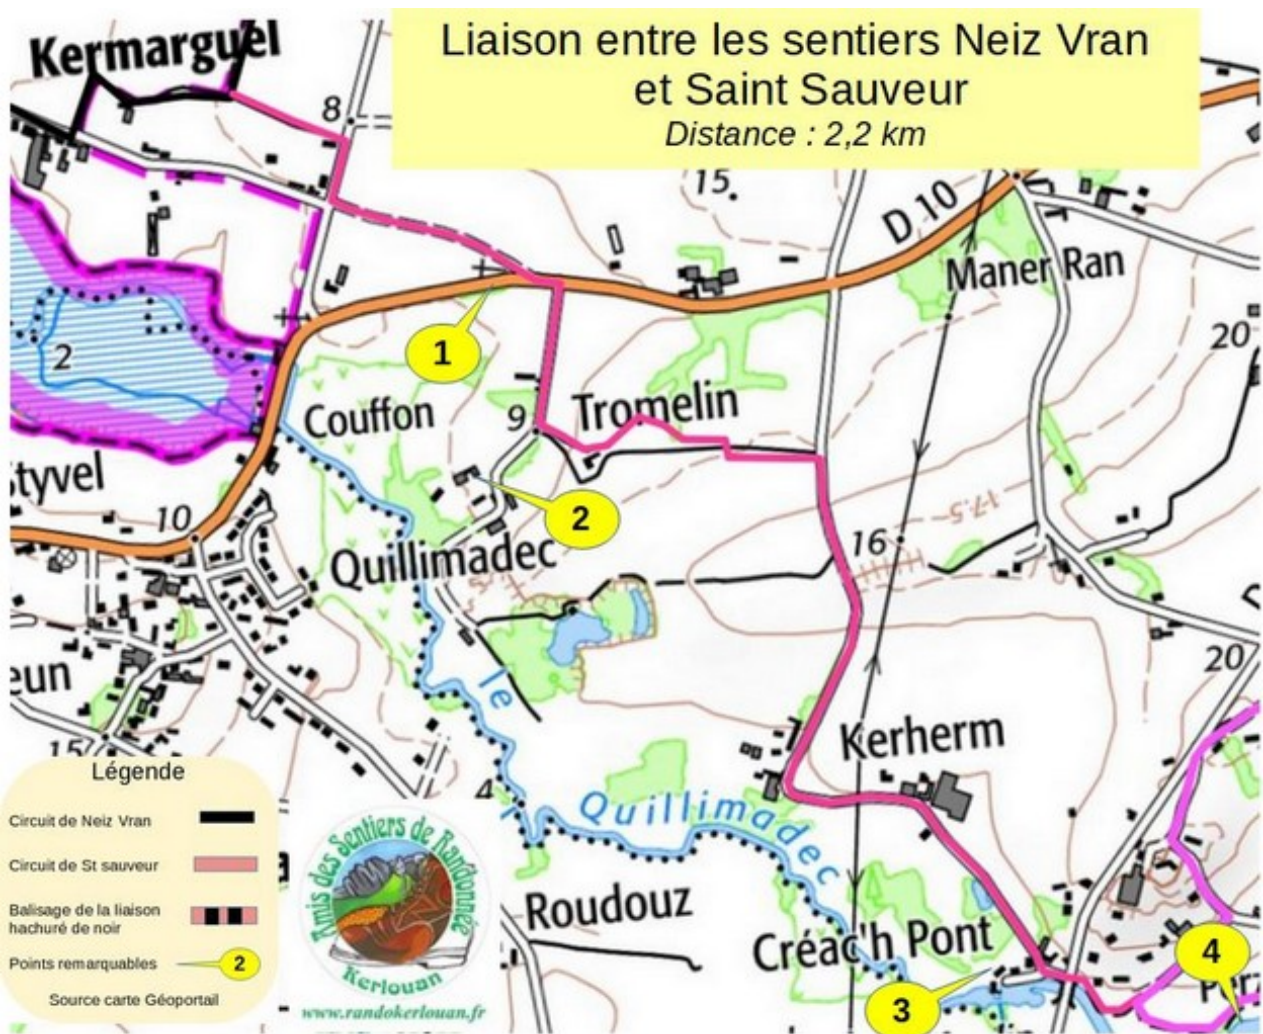 Liaison entre les sentiers Neiz Vran
et Saint Sauveur
Distance : 2,2 km
Kermarguel
8
15
D 10
Maner Ran
20
1
2
Couffon
9
Tromelin
10
2
16
17.5
Quillimadec
20
le
15
Kerherm
4
Quillimadec
Roudouz
Créac'h Pont
3
4
Légende
Circuit de Neiz Vran
Circuit de St sauveur
Balisage de la liaison
hachuré de noir
Points remarquables
2
Source carte Géoportail
Amis des Sentiers de Randonnée
Kerlouan
www.randokerlouan.fr